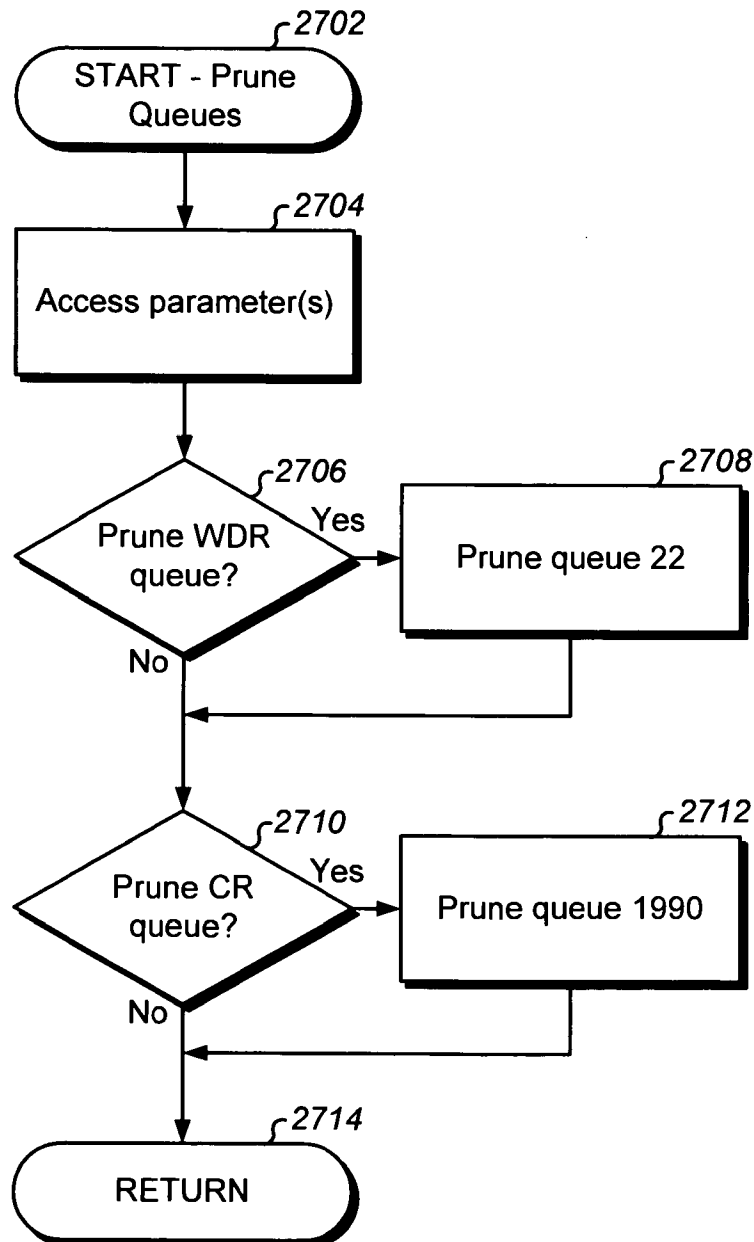 2702
START - Prune
Queues
2704
Access parameter(s)
2706
Prune WDR
queue?
Yes
No
2708
Prune queue 22
2710
Prune CR
queue?
Yes
No
2712
Prune queue 1990
2714
RETURN